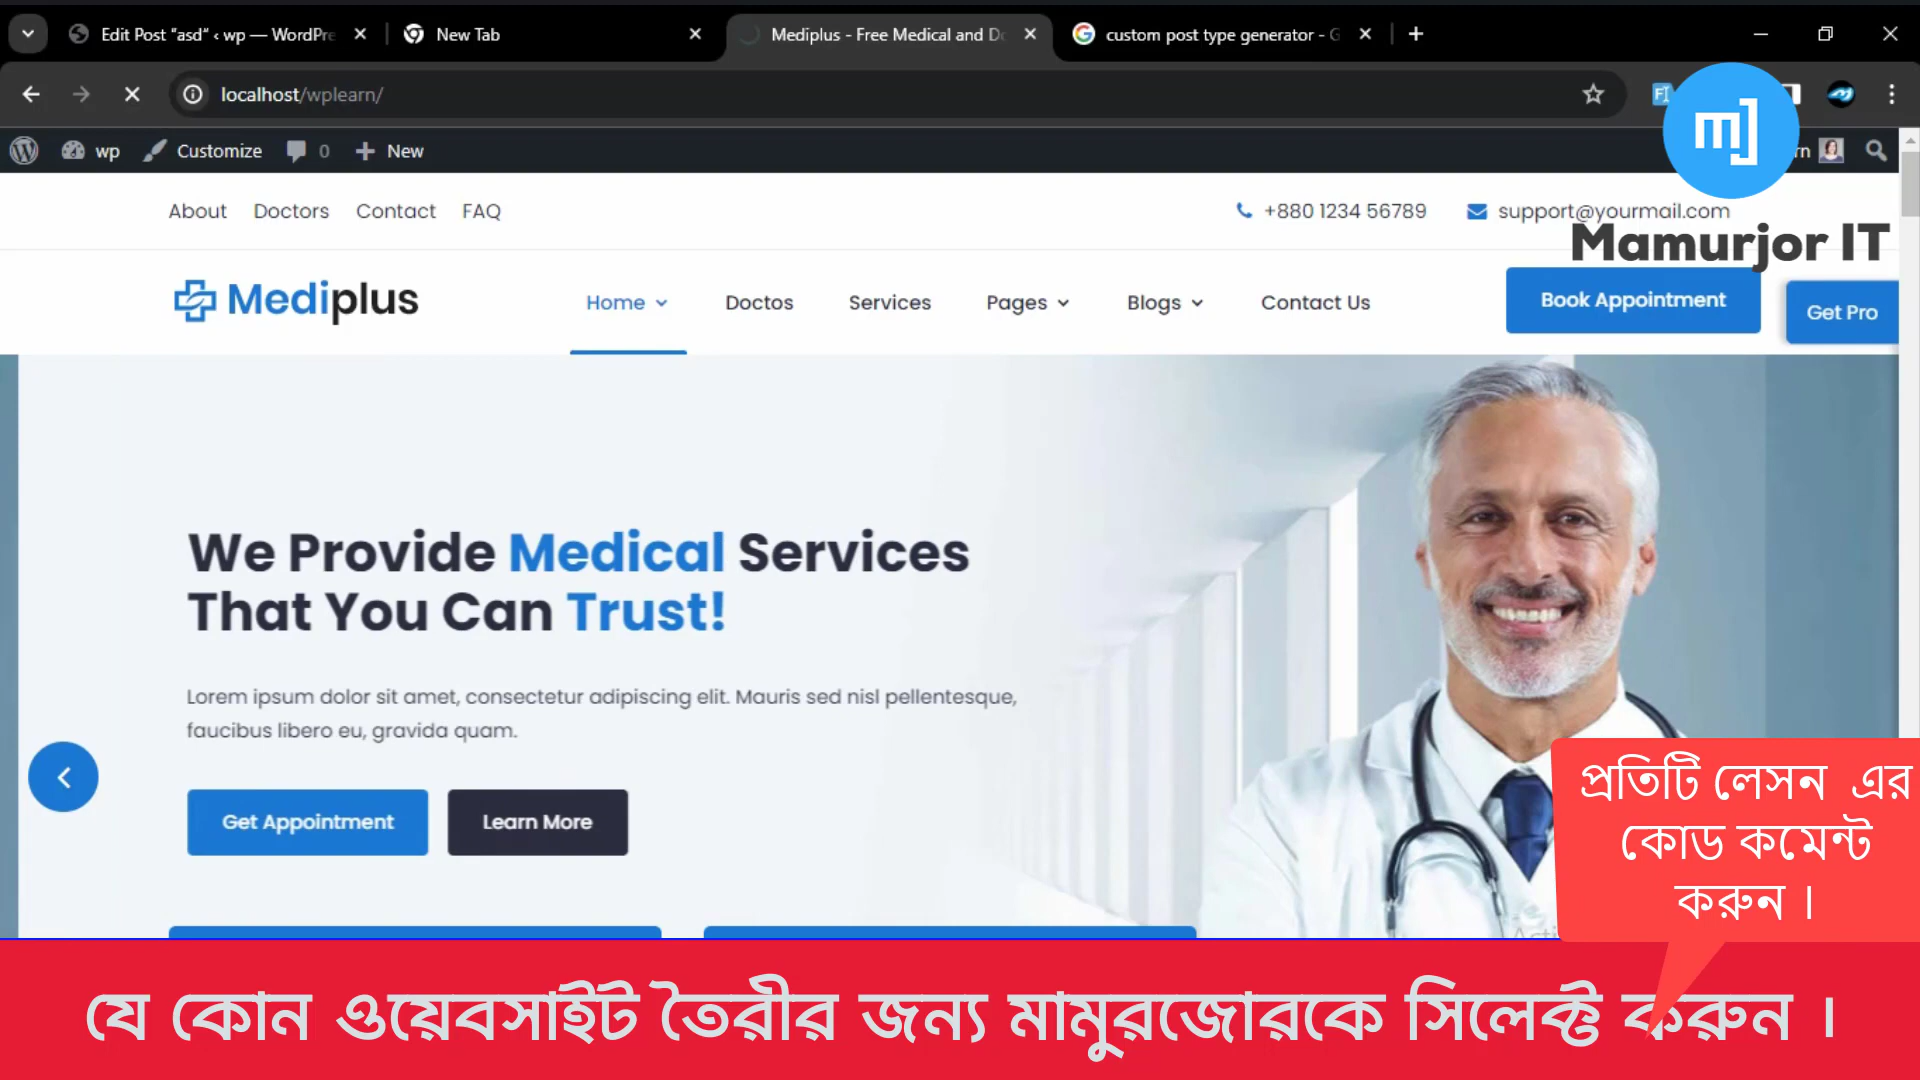 Edit Post “asd” ‹ wp — WordPre
New Tab
Mediplus - Free Medical and Do
custom post type generator - G
localhost/wplearn/
wp
Customize
0
New
rn
mj
Mamurjor IT
About
Doctors
Contact
FAQ
+880 1234 56789
support@yourmail.com
Mediplus
Home
Doctos
Services
Pages
Blogs
Contact Us
Book Appointment
Get Pro
We Provide Medical Services
That You Can Trust!
Lorem ipsum dolor sit amet, consectetur adipiscing elit. Mauris sed nisl pellentesque,
faucibus libero eu, gravida quam.
Get Appointment
Learn More
প্রতিটি লেসন এর
কোড কমেন্ট
করুন ।
যে কোন ওয়েবসাইট তৈরীর জন্য মামুরজোরকে সিলেক্ট করুন ।